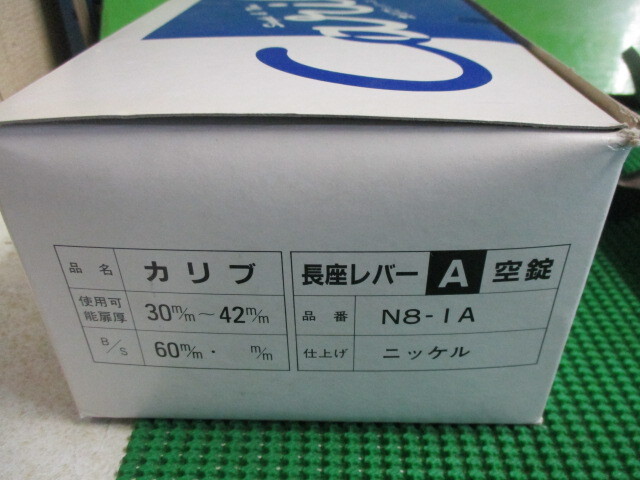 品名 カリブ
使用可能扉厚 30m/m～42m/m
B/S 60m/m・ m/m
長座レバー A 空錠
品番 N8-1A
仕上げ ニッケル